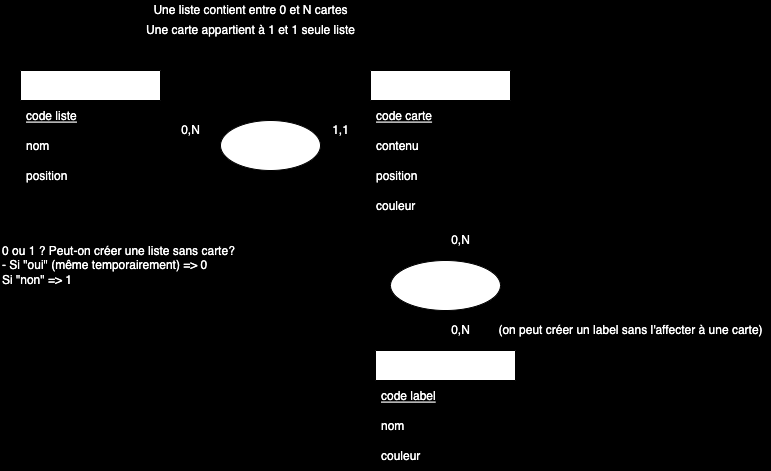 Une liste contient entre 0 et N cartes
Une carte appartient à 1 et 1 seule liste
code liste
nom
position
0,N
1,1
code carte
contenu
position
couleur
0 ou 1 ? Peut-on créer une liste sans carte?
- Si "oui" (même temporairement) => 0
Si "non" => 1
0,N
0,N
(on peut créer un label sans l'affecter à une carte)
code label
nom
couleur